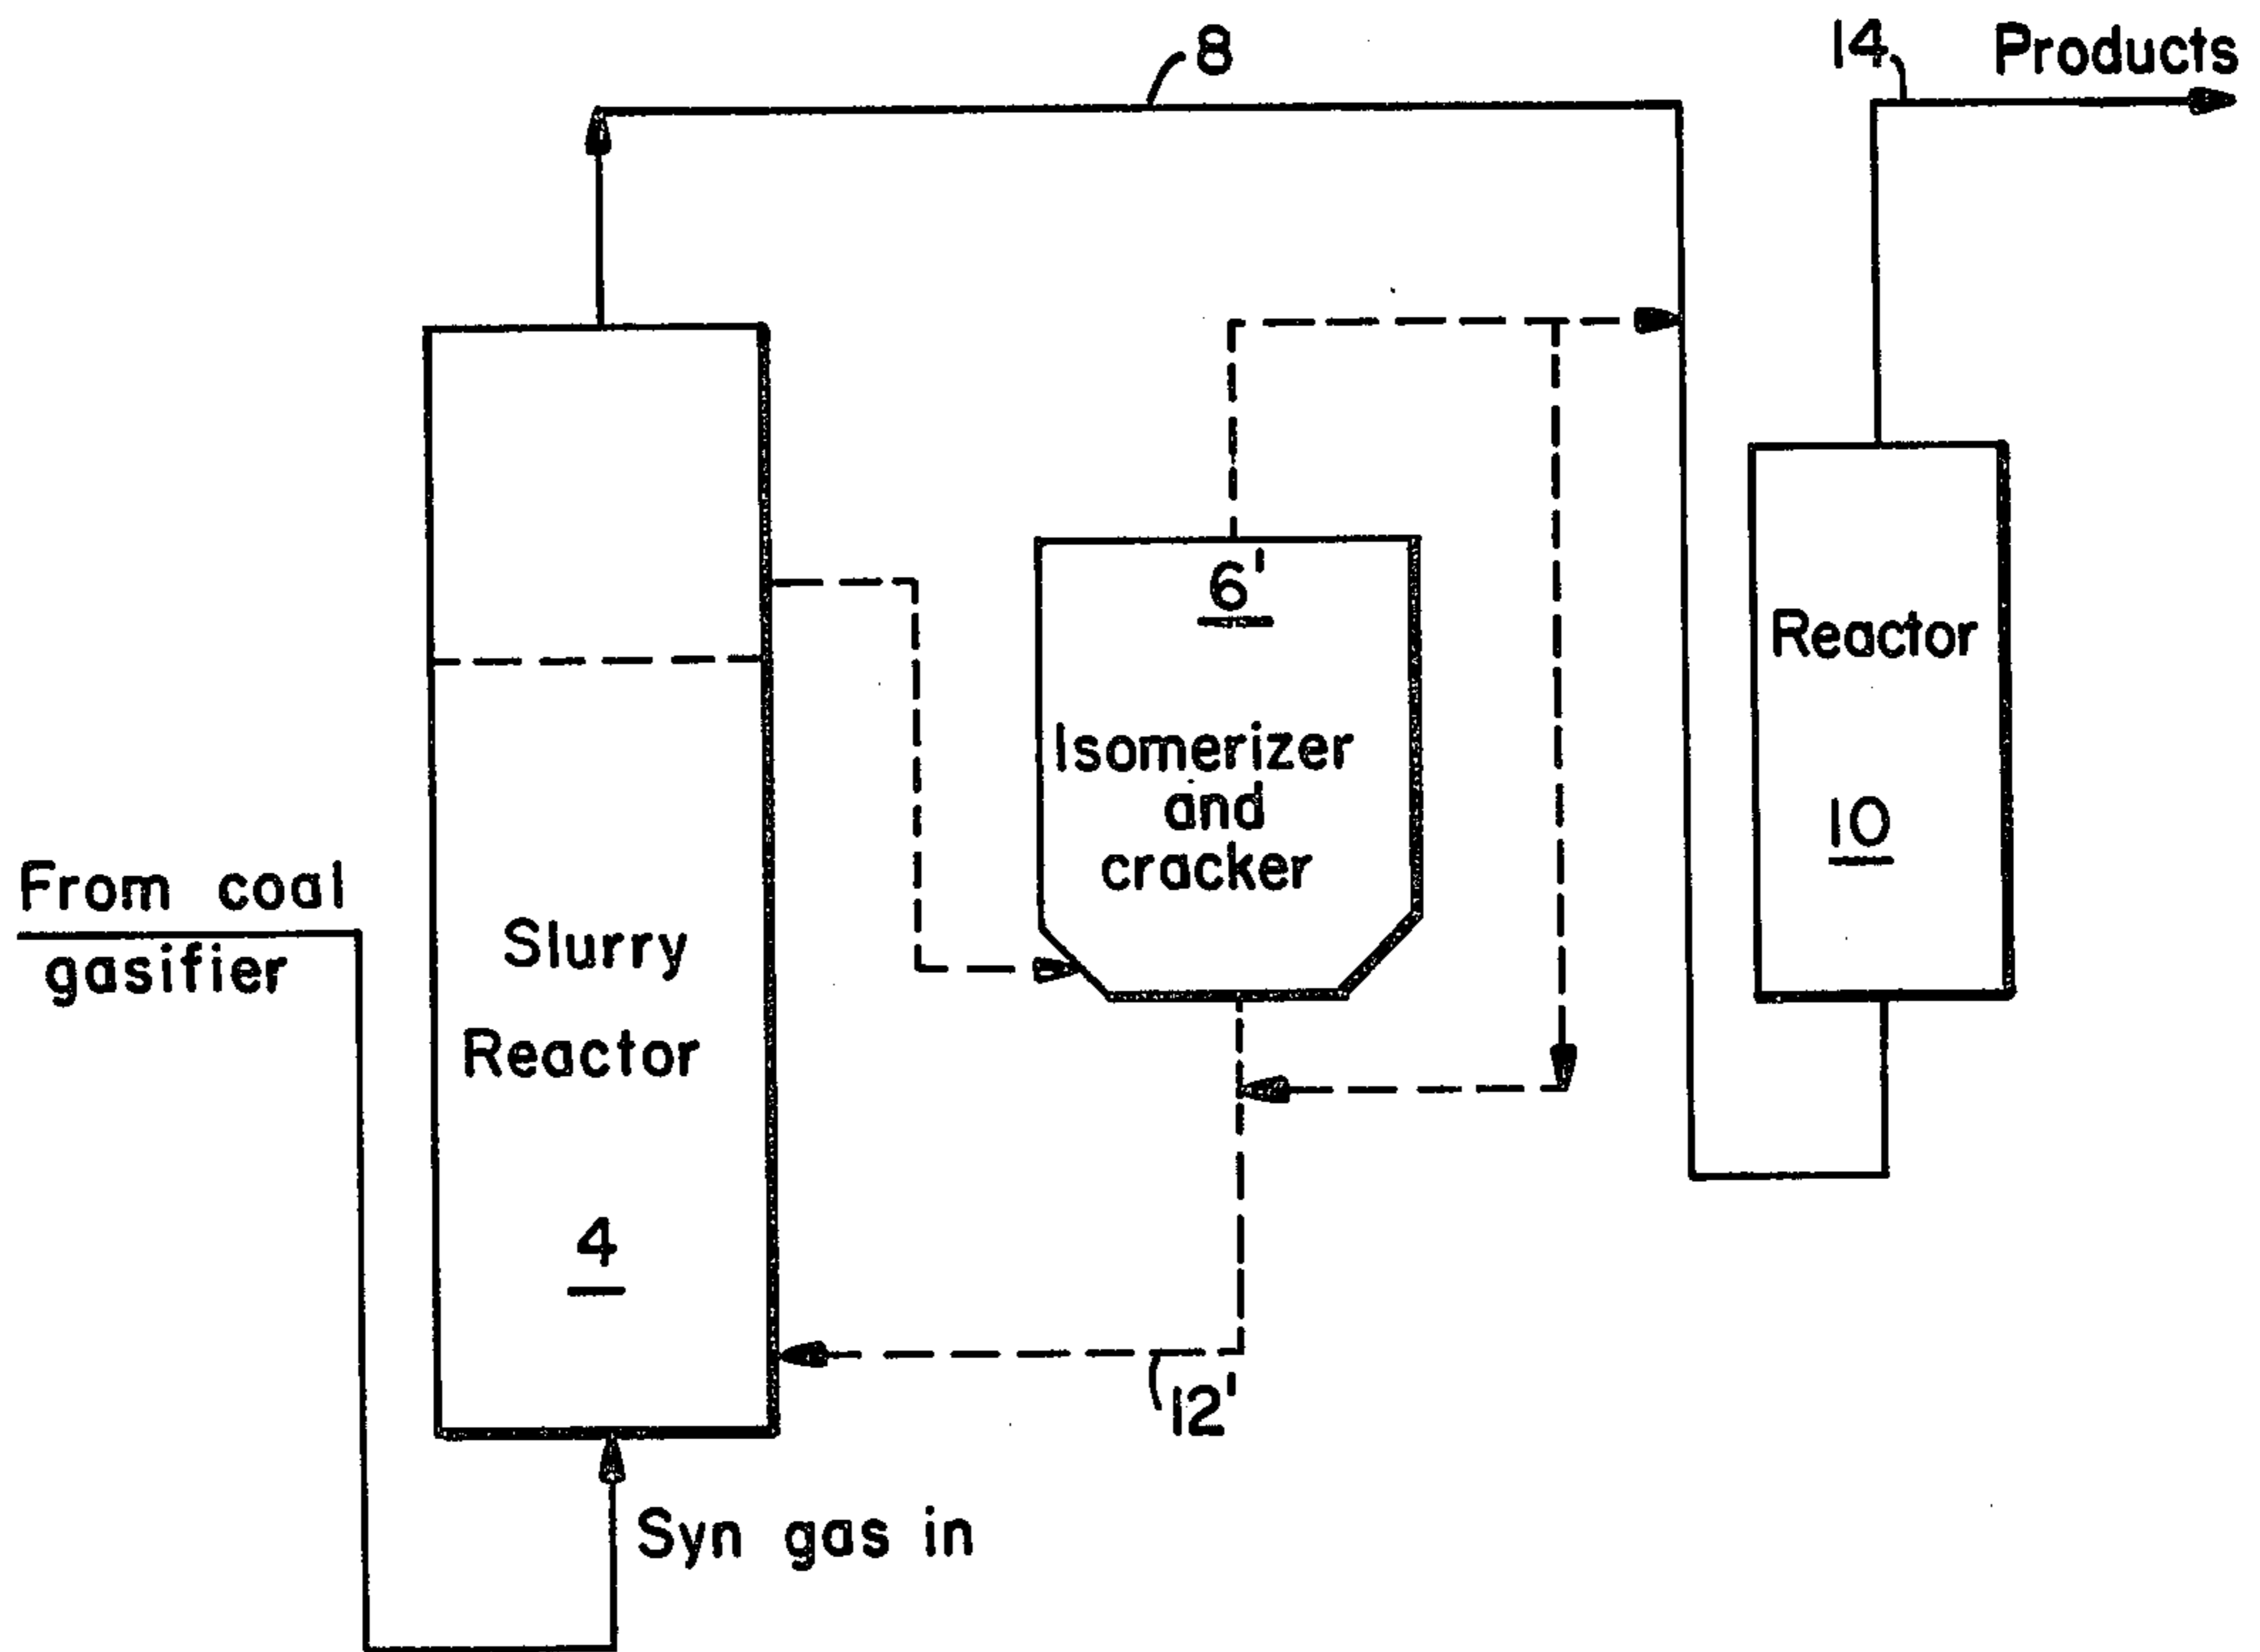 8
14
Products
6'
Reactor
10
Isomerizer
and
cracker
From coal
gasifier
Slurry
Reactor
4
12'
Syn gas in